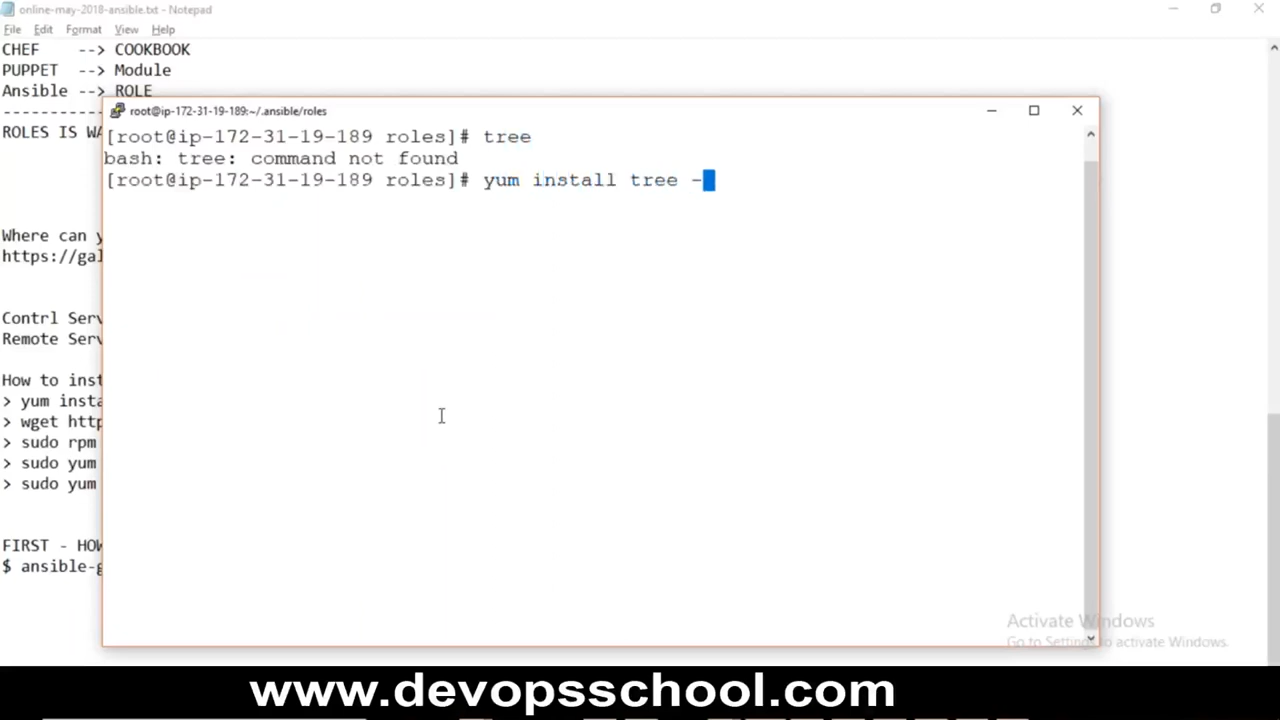 online-may-2018-ansible.txt - Notepad
File Edit Format View Help
CHEF --> COOKBOOK
PUPPET --> Module
Ansible --> ROLE
ROLES IS
root@ip-172-31-19-189:~/.ansible/roles
[root@ip-172-31-19-189 roles]# tree
bash: tree: command not found
[root@ip-172-31-19-189 roles]# yum install tree -
Where can
https://gal
Contrl Serv
Remote Serv
How to inst
> yum insta
> wget http
> sudo rpm
> sudo yum
> sudo yum
FIRST - HOW
$ ansible-g
Activate Windows
Go to Settings to activate Windows.
www.devopsschool.com